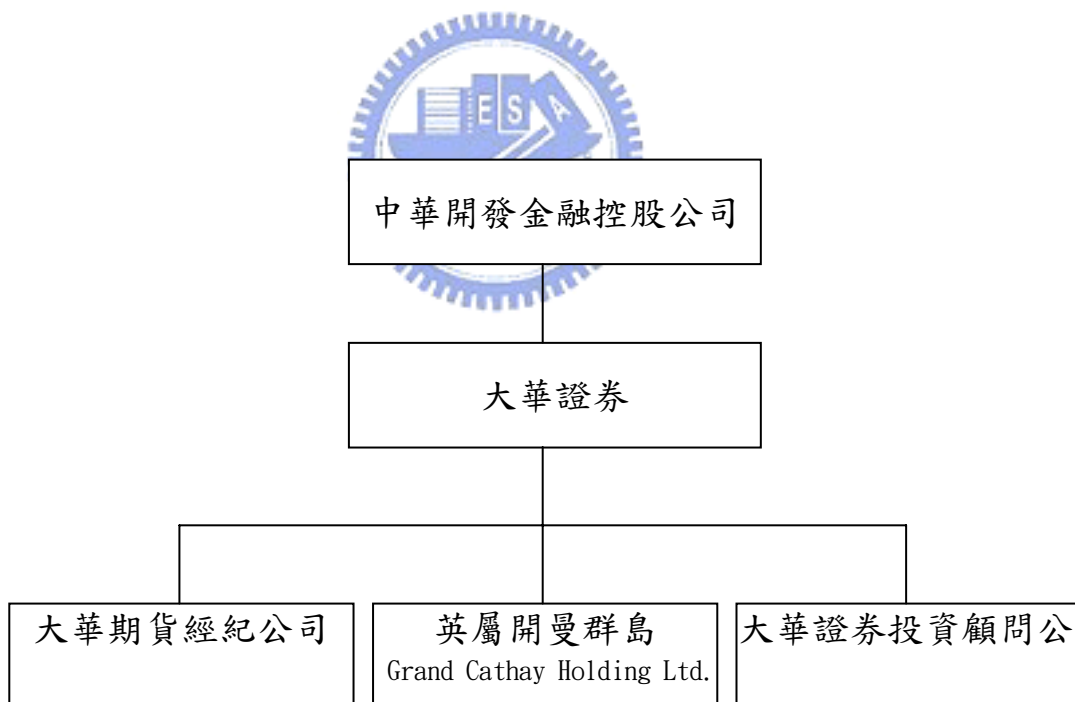 ESA
中華開發金融控股公司
大華證券
大華期貨經紀公司
英屬開曼群島
Grand Cathay Holding Ltd.
大華證券投資顧問公